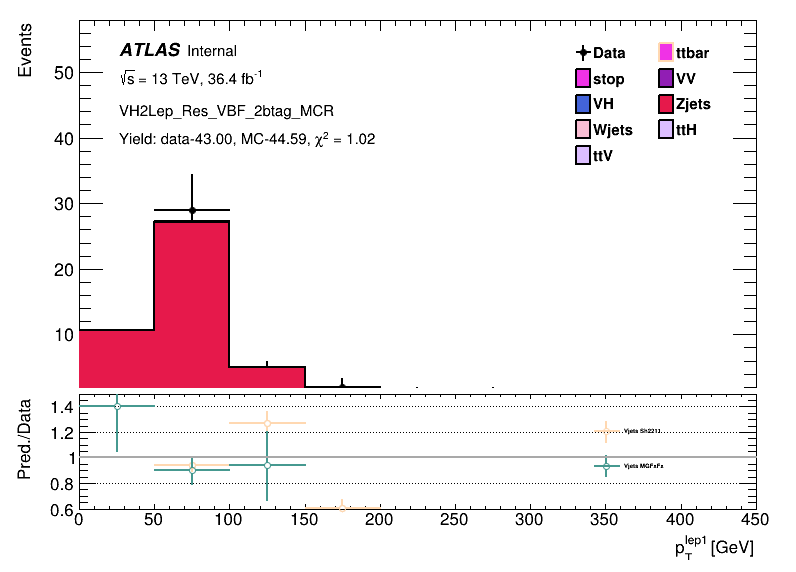 Events
ATLAS Internal
√s = 13 TeV, 36.4 fb⁻¹
VH2Lep_Res_VBF_2btag_MCR
Yield: data-43.00, MC-44.59, χ² = 1.02
Data
ttbar
stop
VV
VH
Zjets
Wjets
ttH
ttV
50
40
30
20
10
Pred./Data
1.4
1.2
1
0.8
0.6
Vjets Sh2211
Vjets MGFxFx
0 50 100 150 200 250 300 350 400 450
p_T^lep1 [GeV]